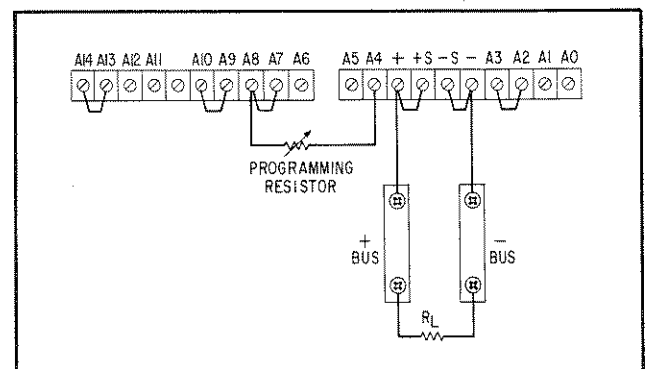 A14 A13 A12 A11 A10 A9 A8 A7 A6 A5 A4 + +S -S - A3 A2 A1 A0
PROGRAMMING
RESISTOR
+
BUS
-
BUS
RL